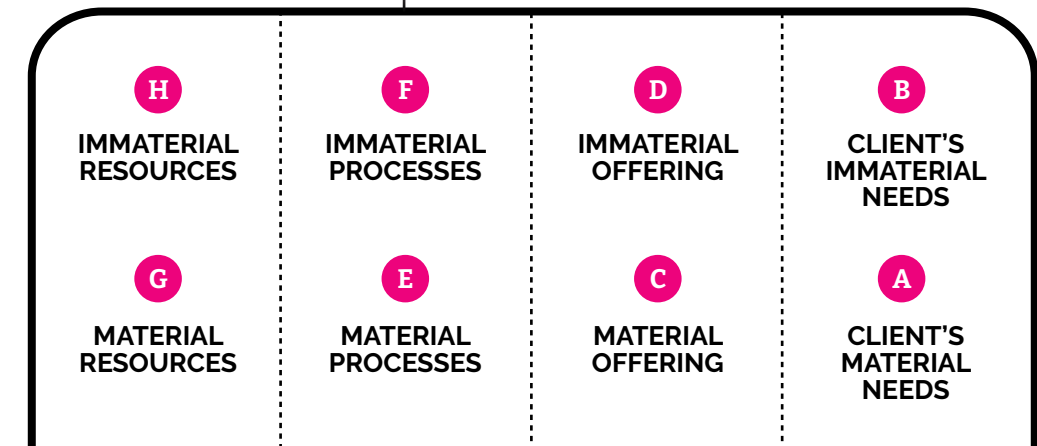 H
IMMATERIAL
RESOURCES
F
IMMATERIAL
PROCESSES
D
IMMATERIAL
OFFERING
B
CLIENT’S
IMMATERIAL
NEEDS
G
MATERIAL
RESOURCES
E
MATERIAL
PROCESSES
C
MATERIAL
OFFERING
A
CLIENT’S
MATERIAL
NEEDS